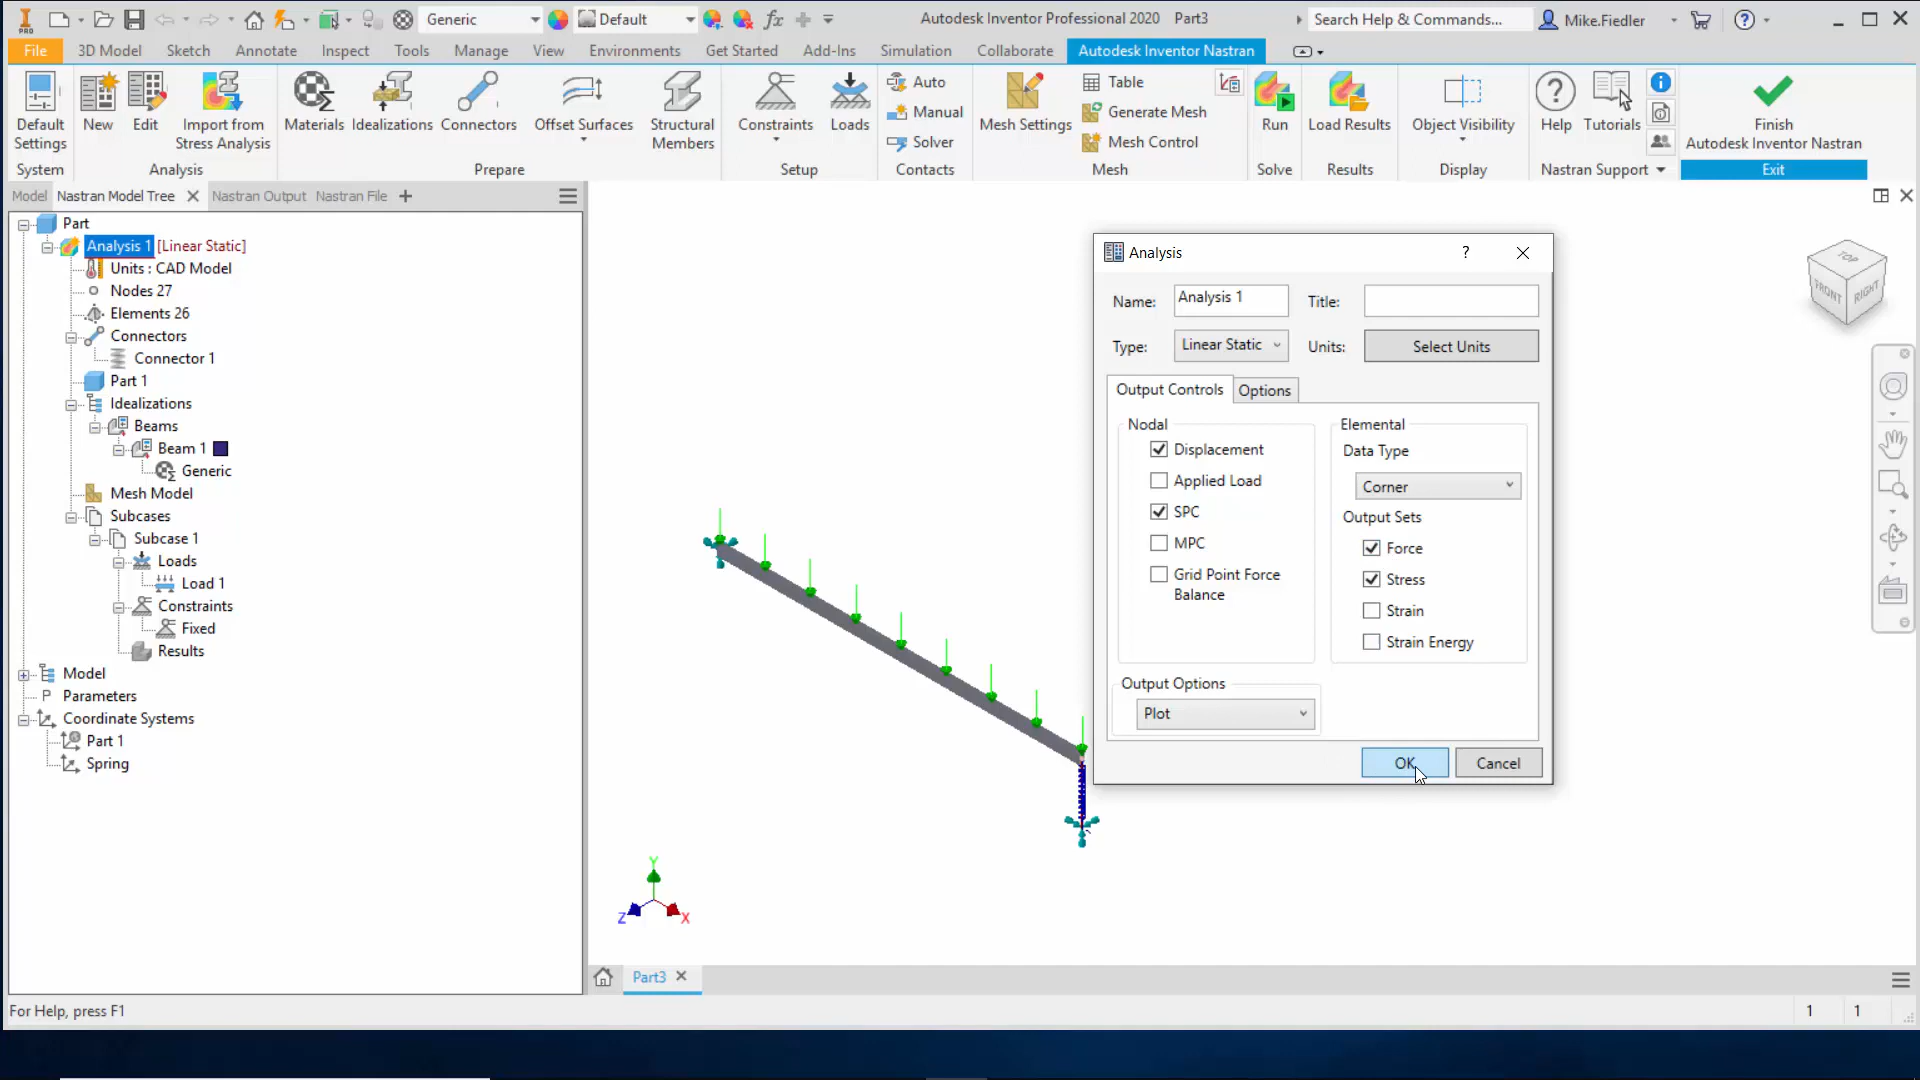 PRO
Generic
Default
fx
Autodesk Inventor Professional 2020 Part3
Search Help & Commands...
Mike.Fiedler
File
3D Model
Sketch
Annotate
Inspect
Tools
Manage
View
Environments
Get Started
Add-Ins
Simulation
Collaborate
Autodesk Inventor Nastran
Default
Settings
New
Edit
Import from
Stress Analysis
Materials
Idealizations
Connectors
Offset Surfaces
Structural
Members
Constraints
Loads
Auto
Manual
Solver
Mesh Settings
Table
Generate Mesh
Mesh Control
Run
Load Results
Object Visibility
Help
Tutorials
Finish
Autodesk Inventor Nastran
System
Analysis
Prepare
Setup
Contacts
Mesh
Solve
Results
Display
Nastran Support
Exit
Model
Nastran Model Tree
Nastran Output
Nastran File
Part
Analysis 1 [Linear Static]
Units : CAD Model
Nodes 27
Elements 26
Connectors
Connector 1
Part 1
Idealizations
Beams
Beam 1
Generic
Mesh Model
Subcases
Subcase 1
Loads
Load 1
Constraints
Fixed
Results
Model
P Parameters
Coordinate Systems
Part 1
Spring
TOP
FRONT
RIGHT
Y
Z
X
Analysis
?
Name: Analysis 1
Title:
Type: Linear Static
Units: Select Units
Output Controls
Options
Nodal
Displacement
Applied Load
SPC
MPC
Grid Point Force
Balance
Elemental
Data Type
Corner
Output Sets
Force
Stress
Strain
Strain Energy
Output Options
Plot
OK
Cancel
Part3
For Help, press F1
1
1